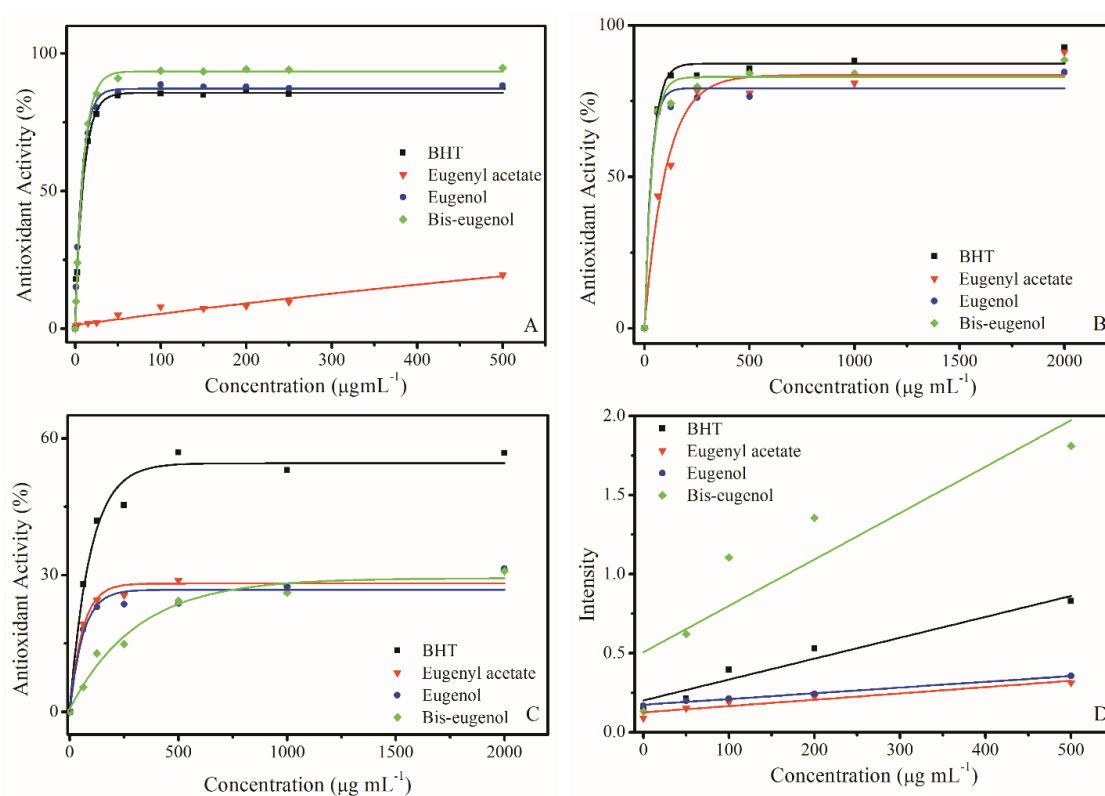 100
50
0
Antioxidant Activity (%)
BHT
Eugenyl acetate
Eugenol
Bis-eugenol
A
0 100 200 300 400 500
Concentration (μgmL⁻¹)
100
50
0
Antioxidant Activity (%)
BHT
Eugenyl acetate
Eugenol
Bis-eugenol
B
0 500 1000 1500 2000
Concentration (μg mL⁻¹)
60
30
0
Antioxidant Activity (%)
BHT
Eugenyl acetate
Eugenol
Bis-eugenol
C
0 500 1000 1500 2000
Concentration (μg mL⁻¹)
2.0
1.5
1.0
0.5
0.0
Intensity
BHT
Eugenyl acetate
Eugenol
Bis-eugenol
D
0 100 200 300 400 500
Concentration (μg mL⁻¹)